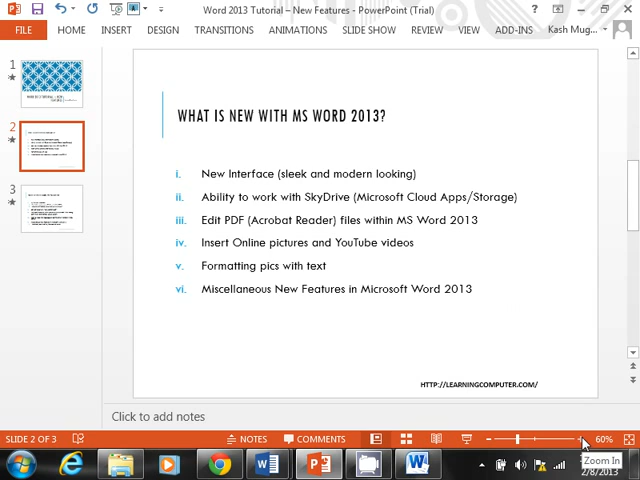 Word 2013 Tutorial – New Features - PowerPoint (Trial)
FILE HOME INSERT DESIGN TRANSITIONS ANIMATIONS SLIDE SHOW REVIEW VIEW ADD-INS Kash Mug...
1
2
3
WHAT IS NEW WITH MS WORD 2013?
i. New Interface (sleek and modern looking)
ii. Ability to work with SkyDrive (Microsoft Cloud Apps/Storage)
iii. Edit PDF (Acrobat Reader) files within MS Word 2013
iv. Insert Online pictures and YouTube videos
v. Formatting pics with text
vi. Miscellaneous New Features in Microsoft Word 2013
HTTP://LEARNINGCOMPUTER.COM/
Click to add notes
SLIDE 2 OF 3 NOTES COMMENTS 60%
Zoom In
2/8/2013